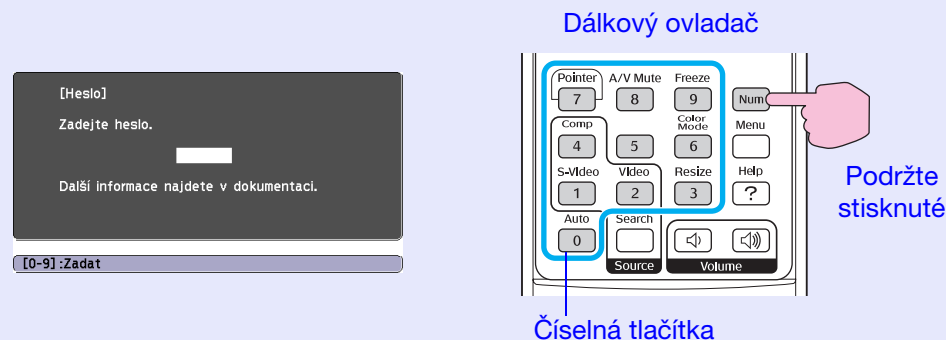 Dálkový ovladač
[Heslo]
Zadejte heslo.
Další informace najdete v dokumentaci.
[0-9] :Zadat
Pointer A/V Mute Freeze
7 8 9 Num
Comp Color Mode Menu
4 5 6
S-Video Video Resize Help
1 2 3 ?
Auto Search
0
Source Volume
Podržte
stisknuté
Číselná tlačítka